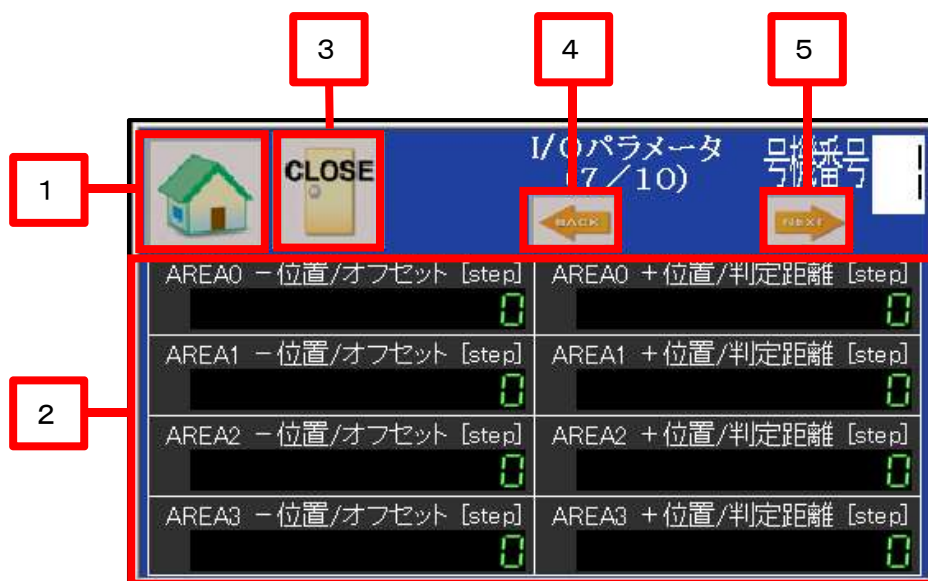 3
4
5
1
CLOSE
I/Oパラメータ
(7/10)
号機番号
1
BACK
NEXT
2
AREA0 -位置/オフセット [step]
AREA0 +位置/判定距離 [step]
0
0
AREA1 -位置/オフセット [step]
AREA1 +位置/判定距離 [step]
0
0
AREA2 -位置/オフセット [step]
AREA2 +位置/判定距離 [step]
0
0
AREA3 -位置/オフセット [step]
AREA3 +位置/判定距離 [step]
0
0